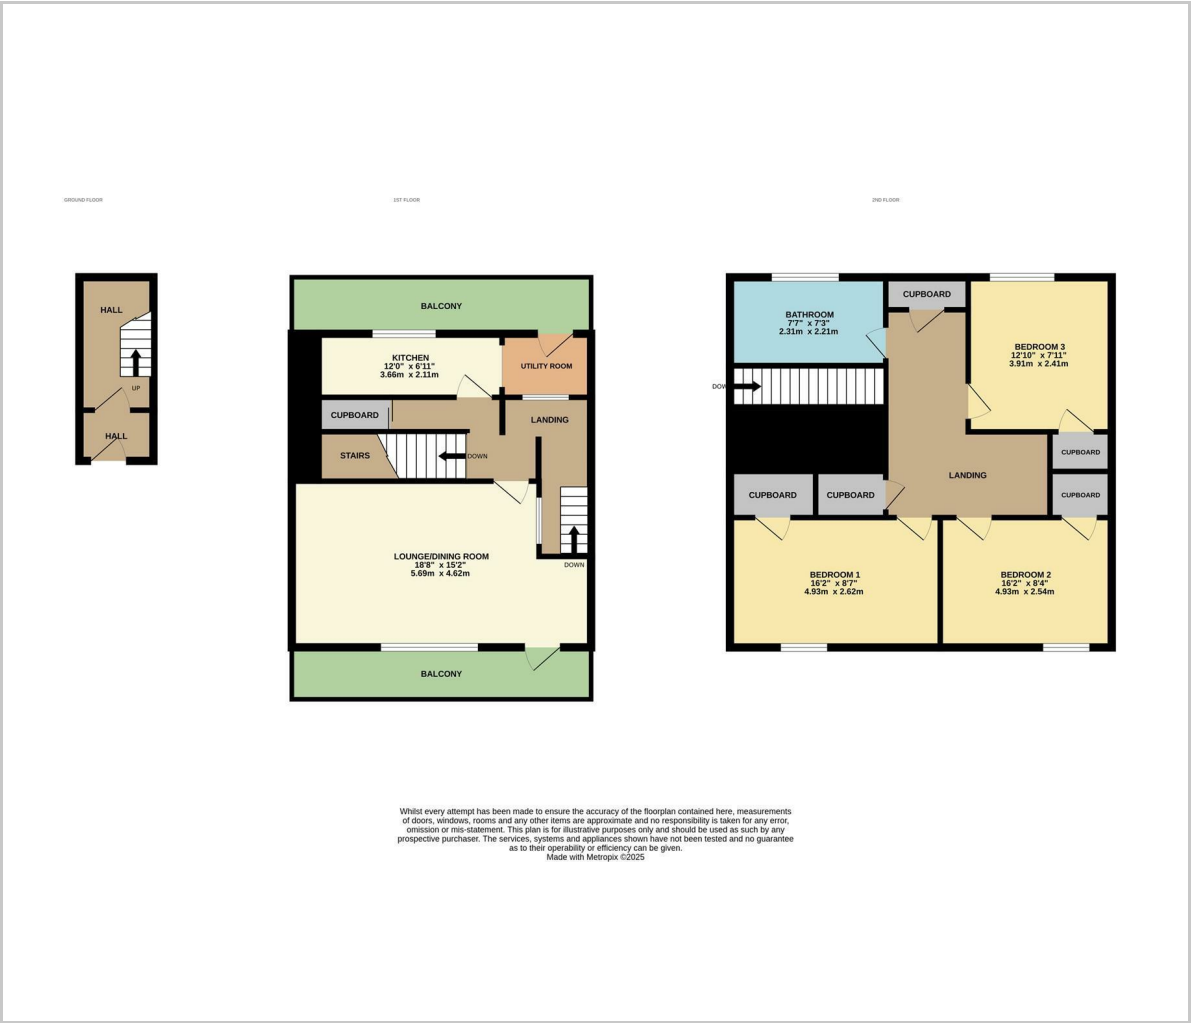 GROUND FLOOR
HALL
UP
HALL
1ST FLOOR
BALCONY
KITCHEN
12'0" x 6'11"
3.66m x 2.11m
UTILITY ROOM
CUPBOARD
LANDING
STAIRS
DOWN
LOUNGE/DINING ROOM
18'8" x 15'2"
5.69m x 4.62m
DOWN
BALCONY
2ND FLOOR
BATHROOM
7'7" x 7'3"
2.31m x 2.21m
CUPBOARD
BEDROOM 3
12'10" x 7'11"
3.91m x 2.41m
DOW
CUPBOARD
LANDING
CUPBOARD
CUPBOARD
CUPBOARD
BEDROOM 1
16'2" x 8'7"
4.93m x 2.62m
BEDROOM 2
16'2" x 8'4"
4.93m x 2.54m
Whilst every attempt has been made to ensure the accuracy of the floorplan contained here, measurements
of doors, windows, rooms and any other items are approximate and no responsibility is taken for any error,
omission or mis-statement. This plan is for illustrative purposes only and should be used as such by any
prospective purchaser. The services, systems and appliances shown have not been tested and no guarantee
as to their operability or efficiency can be given.
Made with Metropix ©2025